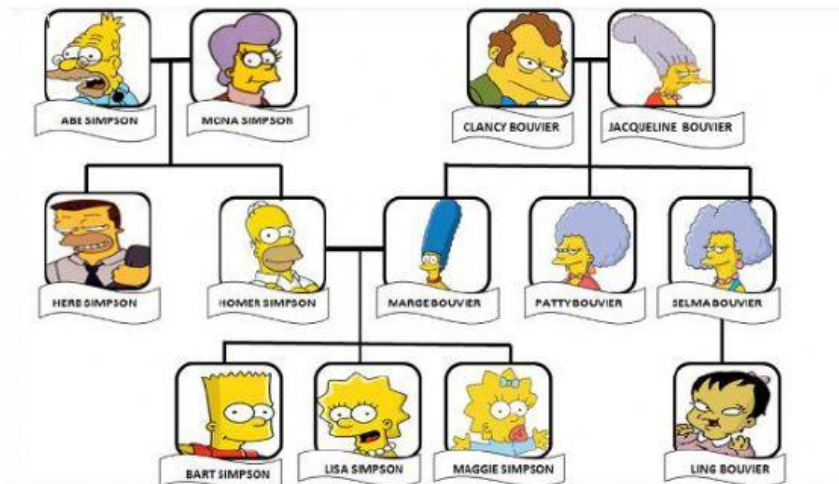 ABE SIMPSON
MONA SIMPSON
CLANCY BOUVIER
JACQUELINE BOUVIER
HERB SIMPSON
HOMER SIMPSON
MARGE BOUVIER
PATTY BOUVIER
SELMA BOUVIER
BART SIMPSON
LISA SIMPSON
MAGGIE SIMPSON
LING BOUVIER